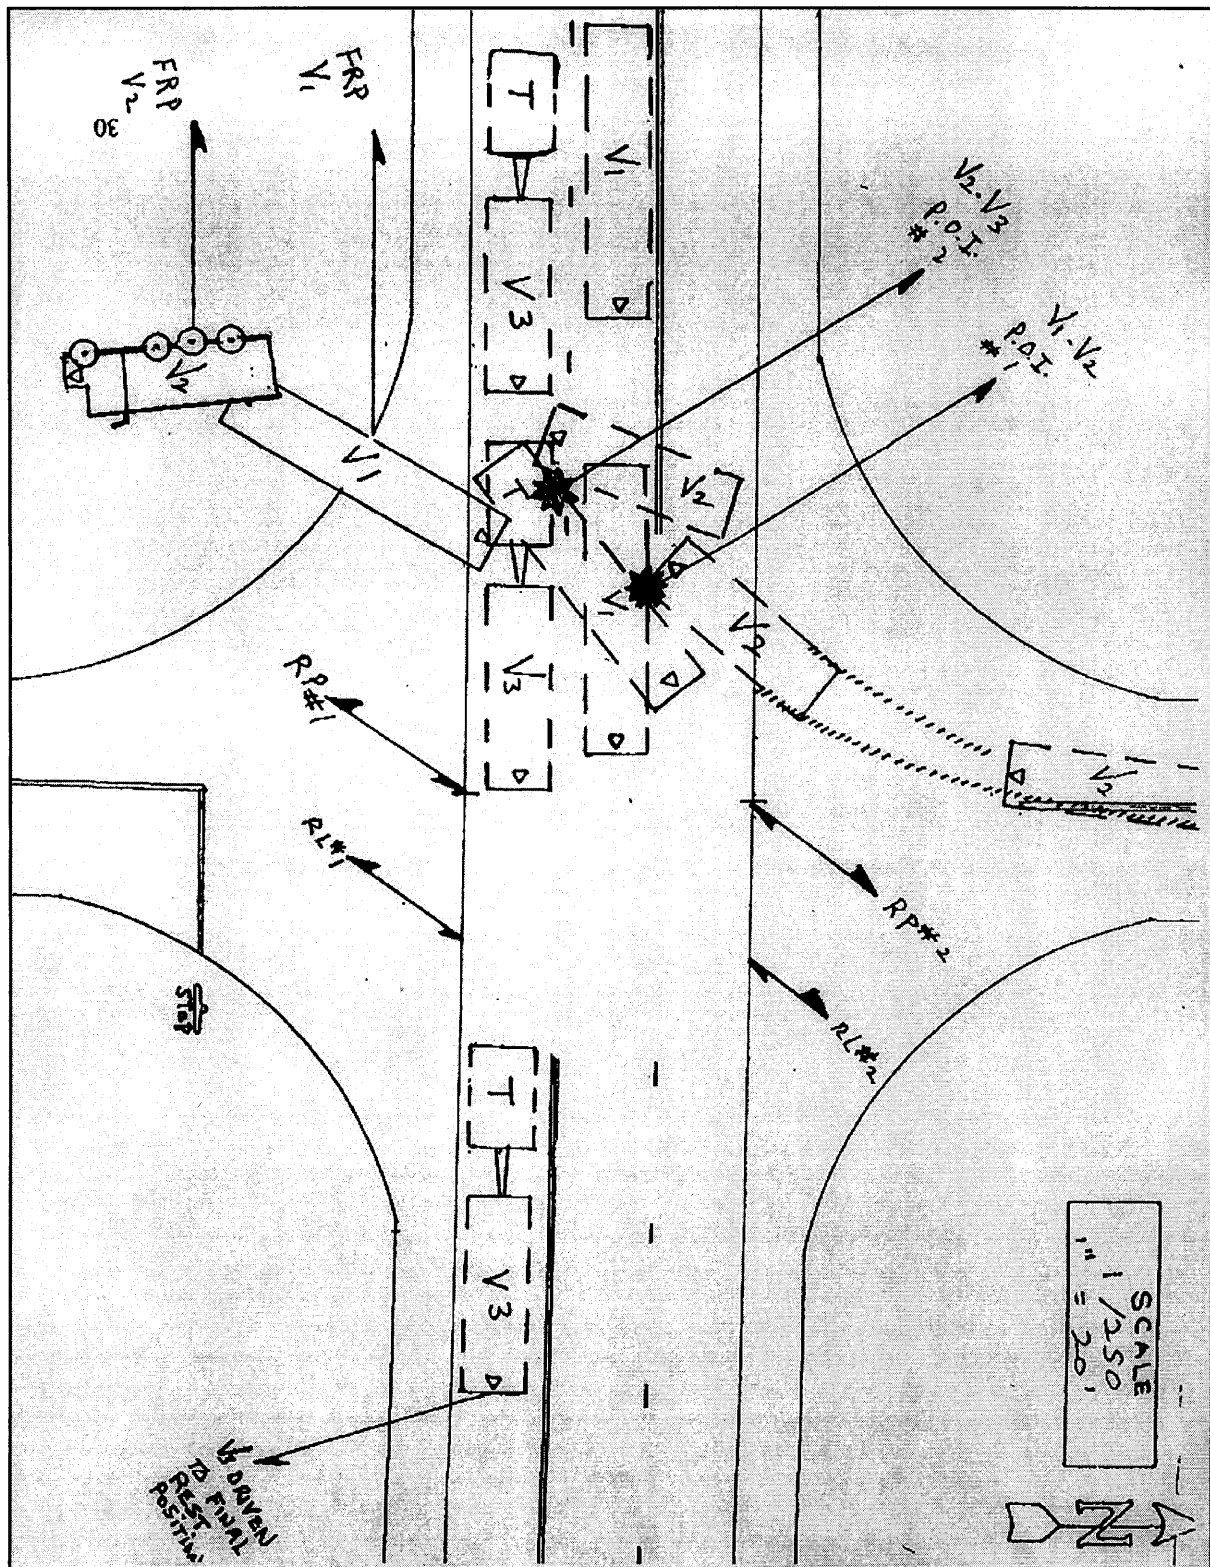 FRP
V1
FRP
V2
30
T
V1
V3
V2-V3
P.O.I.
#2
V1-V2
P.O.I.
#1
V2
V1
T
V2
V1
V2
V3
V2
RP#1
RL#1
RP#2
RL#2
STOP
T
V3
SCALE
1/250
1" = 20'
N
V3 DRIVEN
TO FINAL
REST
POSITION